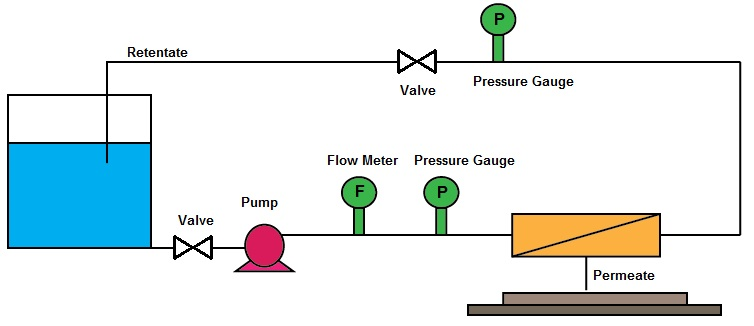 P
Retentate
Valve
Pressure Gauge
Flow Meter
Pressure Gauge
F
P
Pump
Valve
Permeate